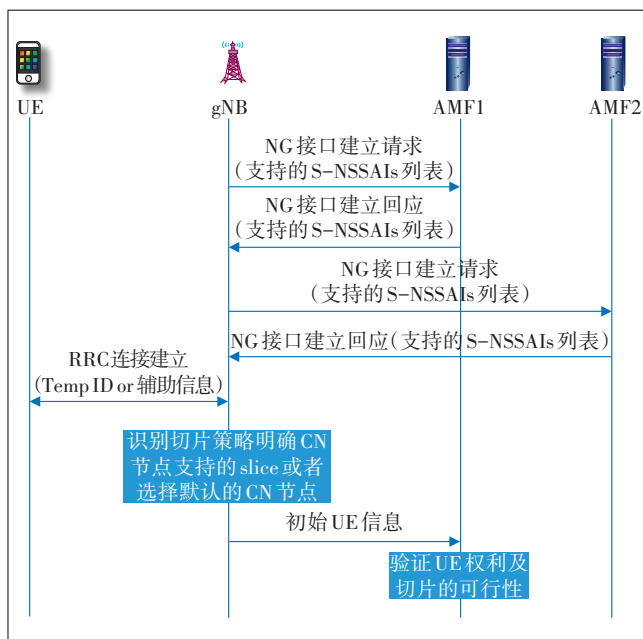 UE
gNB
AMF1
AMF2
NG接口建立请求
(支持的S-NSSAIs列表)
NG接口建立回应
(支持的S-NSSAIs列表)
NG接口建立请求
(支持的S-NSSAIs列表)
NG接口建立回应(支持的S-NSSAIs列表)
RRC连接建立
(Temp ID or 辅助信息)
识别切片策略明确CN
节点支持的slice或者
选择默认的CN节点
初始UE信息
验证UE权利及
切片的可行性